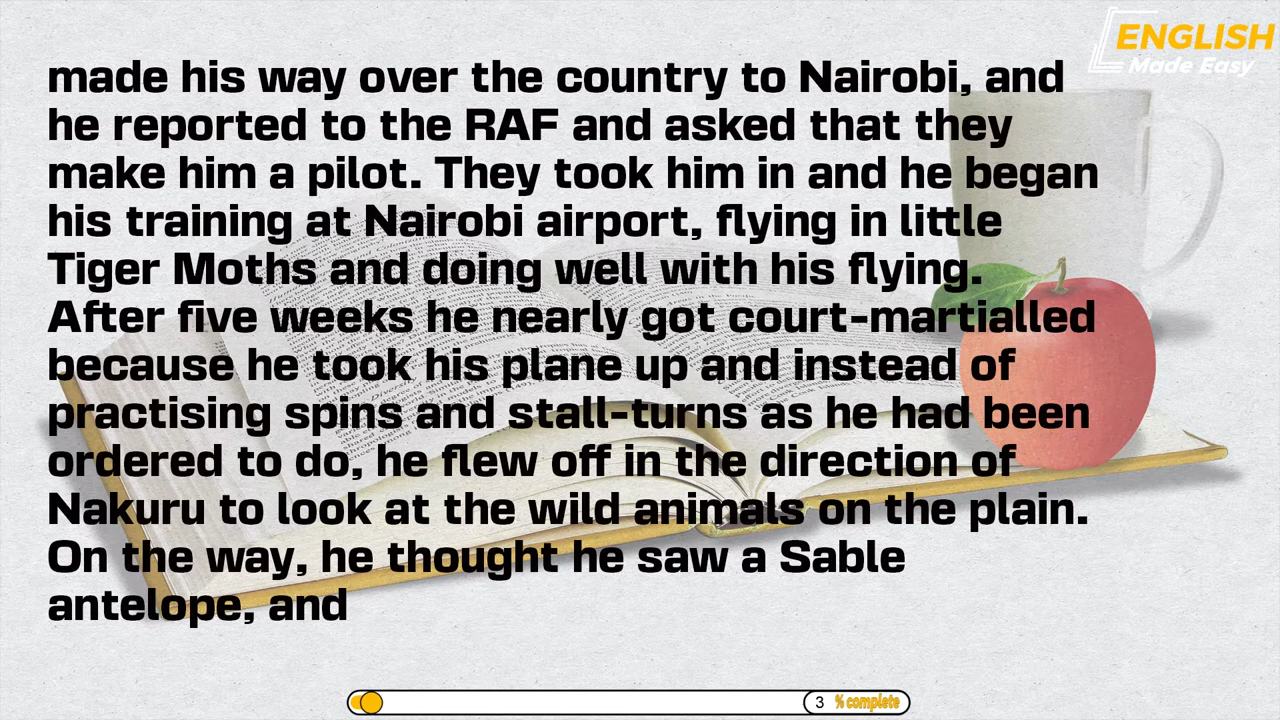 ENGLISH
Made Easy
made his way over the country to Nairobi, and
he reported to the RAF and asked that they
make him a pilot. They took him in and he began
his training at Nairobi airport, flying in little
Tiger Moths and doing well with his flying.
After five weeks he nearly got court-martialled
because he took his plane up and instead of
practising spins and stall-turns as he had been
ordered to do, he flew off in the direction of
Nakuru to look at the wild animals on the plain.
On the way, he thought he saw a Sable
antelope, and
3 % complete